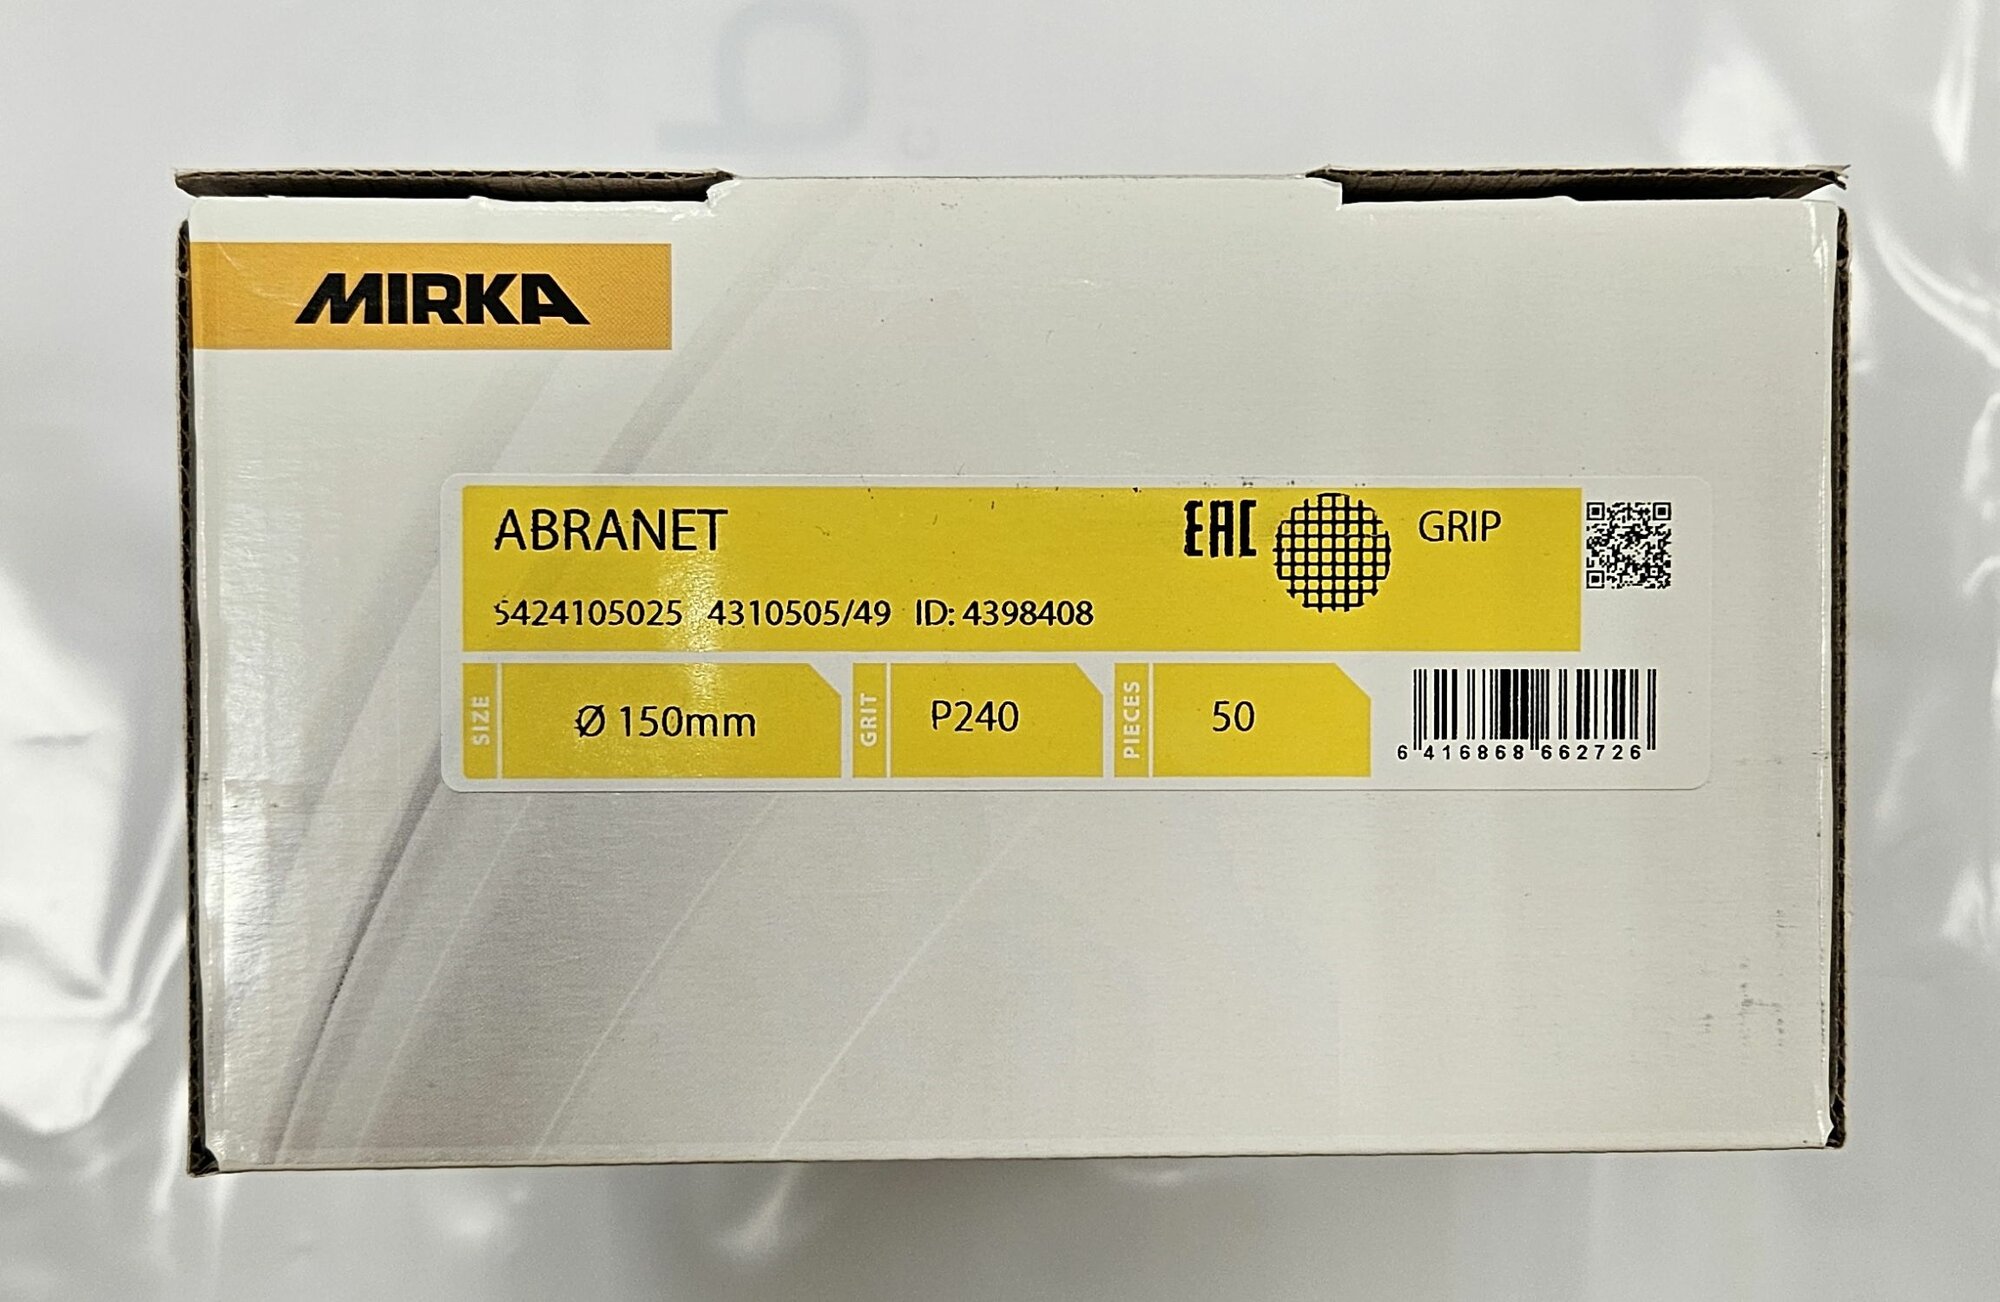 MIRKA
ABRANET
EAC
GRIP
5424105025 4310505/49 ID: 4398408
SIZE
Ø 150mm
GRIT
P240
PIECES
50
6 416868 662726